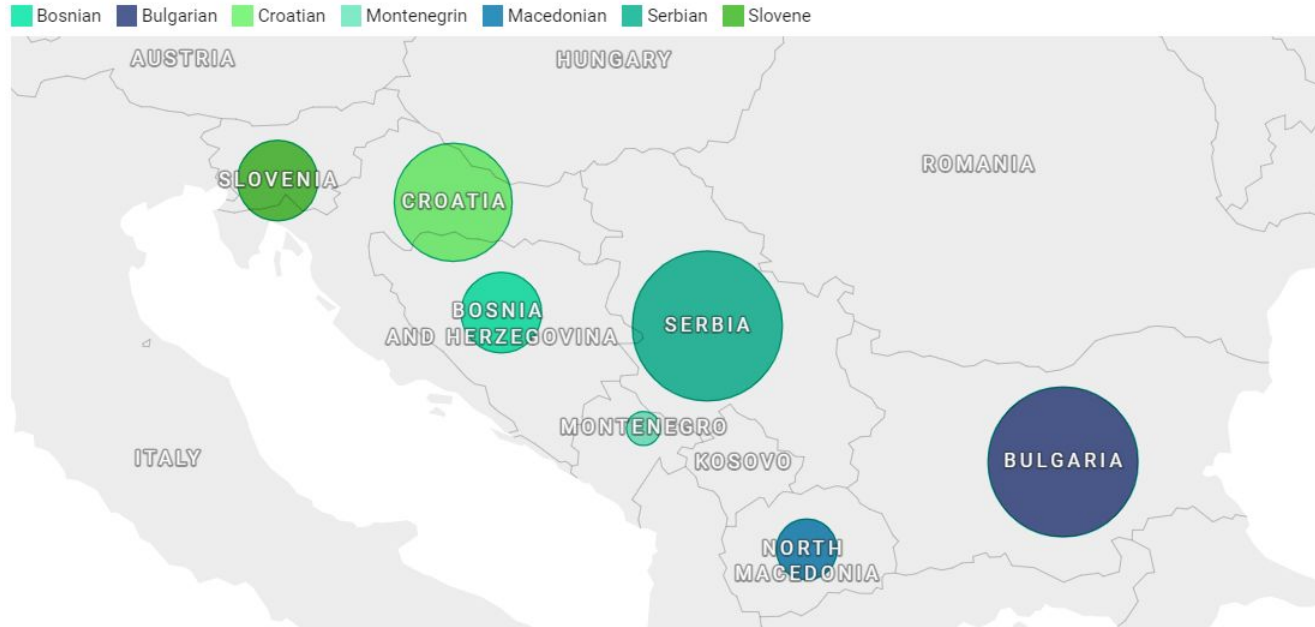 Bosnian Bulgarian Croatian Montenegrin Macedonian Serbian Slovene
AUSTRIA
HUNGARY
ROMANIA
SLOVENIA
CROATIA
BOSNIA
AND HERZEGOVINA
SERBIA
MONTENEGRO
ITALY
KOSOVO
BULGARIA
NORTH
MACEDONIA